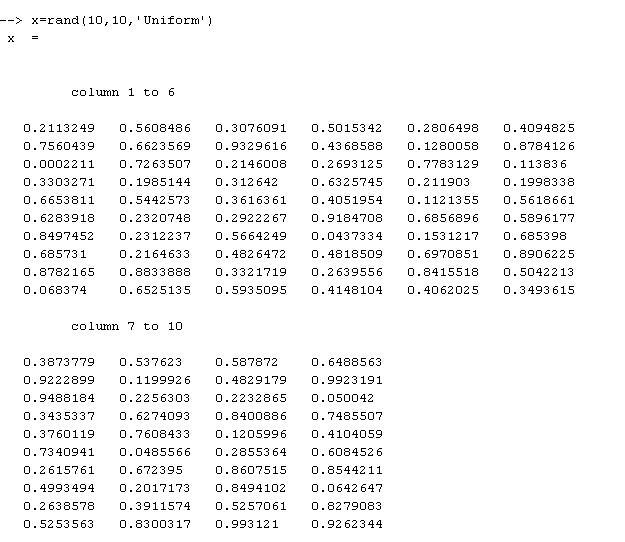 --> x=rand(10,10,'Uniform')
x =
column 1 to 6
0.2113249 0.5608486 0.3076091 0.5015342 0.2806498 0.4094825
0.7560439 0.6623569 0.9329616 0.4368588 0.1280058 0.8784126
0.0002211 0.7263507 0.2146008 0.2693125 0.7783129 0.113836
0.3303271 0.1985144 0.312642 0.6325745 0.211903 0.1998338
0.6653811 0.5442573 0.3616361 0.4051954 0.1121355 0.5618661
0.6283918 0.2320748 0.2922267 0.9184708 0.6856896 0.5896177
0.8497452 0.2312237 0.5664249 0.0437334 0.1531217 0.685398
0.685731 0.2164633 0.4826472 0.4818509 0.6970851 0.8906225
0.8782165 0.8833888 0.3321719 0.2639556 0.8415518 0.5042213
0.068374 0.6525135 0.5935095 0.4148104 0.4062025 0.3493615
column 7 to 10
0.3873779 0.537623 0.587872 0.6488563
0.9222899 0.1199926 0.4829179 0.9923191
0.9488184 0.2256303 0.2232865 0.050042
0.3435337 0.6274093 0.8400886 0.7485507
0.3760119 0.7608433 0.1205996 0.4104059
0.7340941 0.0485566 0.2855364 0.6084526
0.2615761 0.672395 0.8607515 0.8544211
0.4993494 0.2017173 0.8494102 0.0642647
0.2638578 0.3911574 0.5257061 0.8279083
0.5253563 0.8300317 0.993121 0.9262344